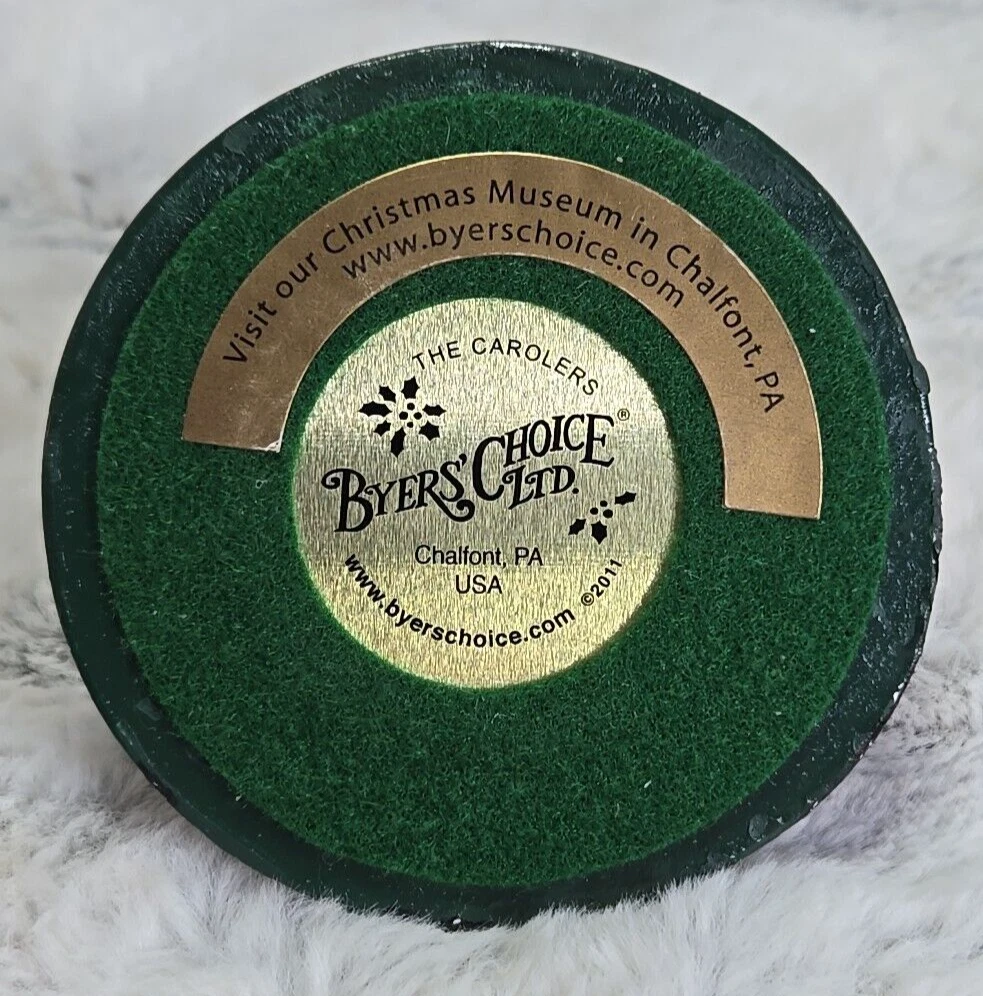 Visit our Christmas Museum in Chalfont, PA
www.byerschoice.com
THE CAROLERS
BYERS' CHOICE®
LTD.
Chalfont, PA
USA
www.byerschoice.com ©2011